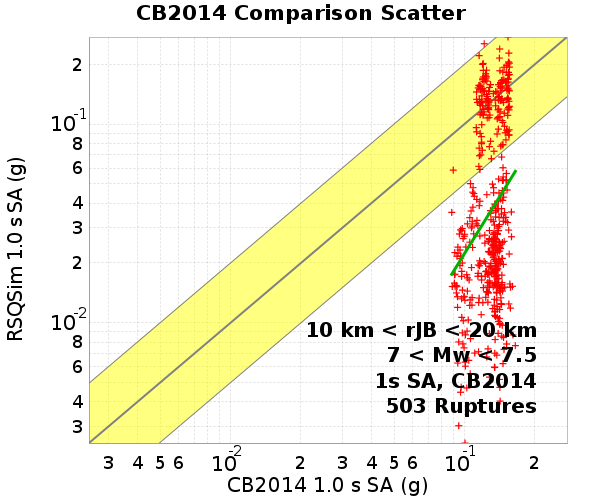 CB2014 Comparison Scatter
RSQSim 1.0 s SA (g)
2
10-1
8
6
4
3
2
10-2
8
6
4
3
10 km < rJB < 20 km
7 < Mw < 7.5
1s SA, CB2014
503 Ruptures
3 4 5 6 10-2 2 3 4 5 6 10-1 2
CB2014 1.0 s SA (g)